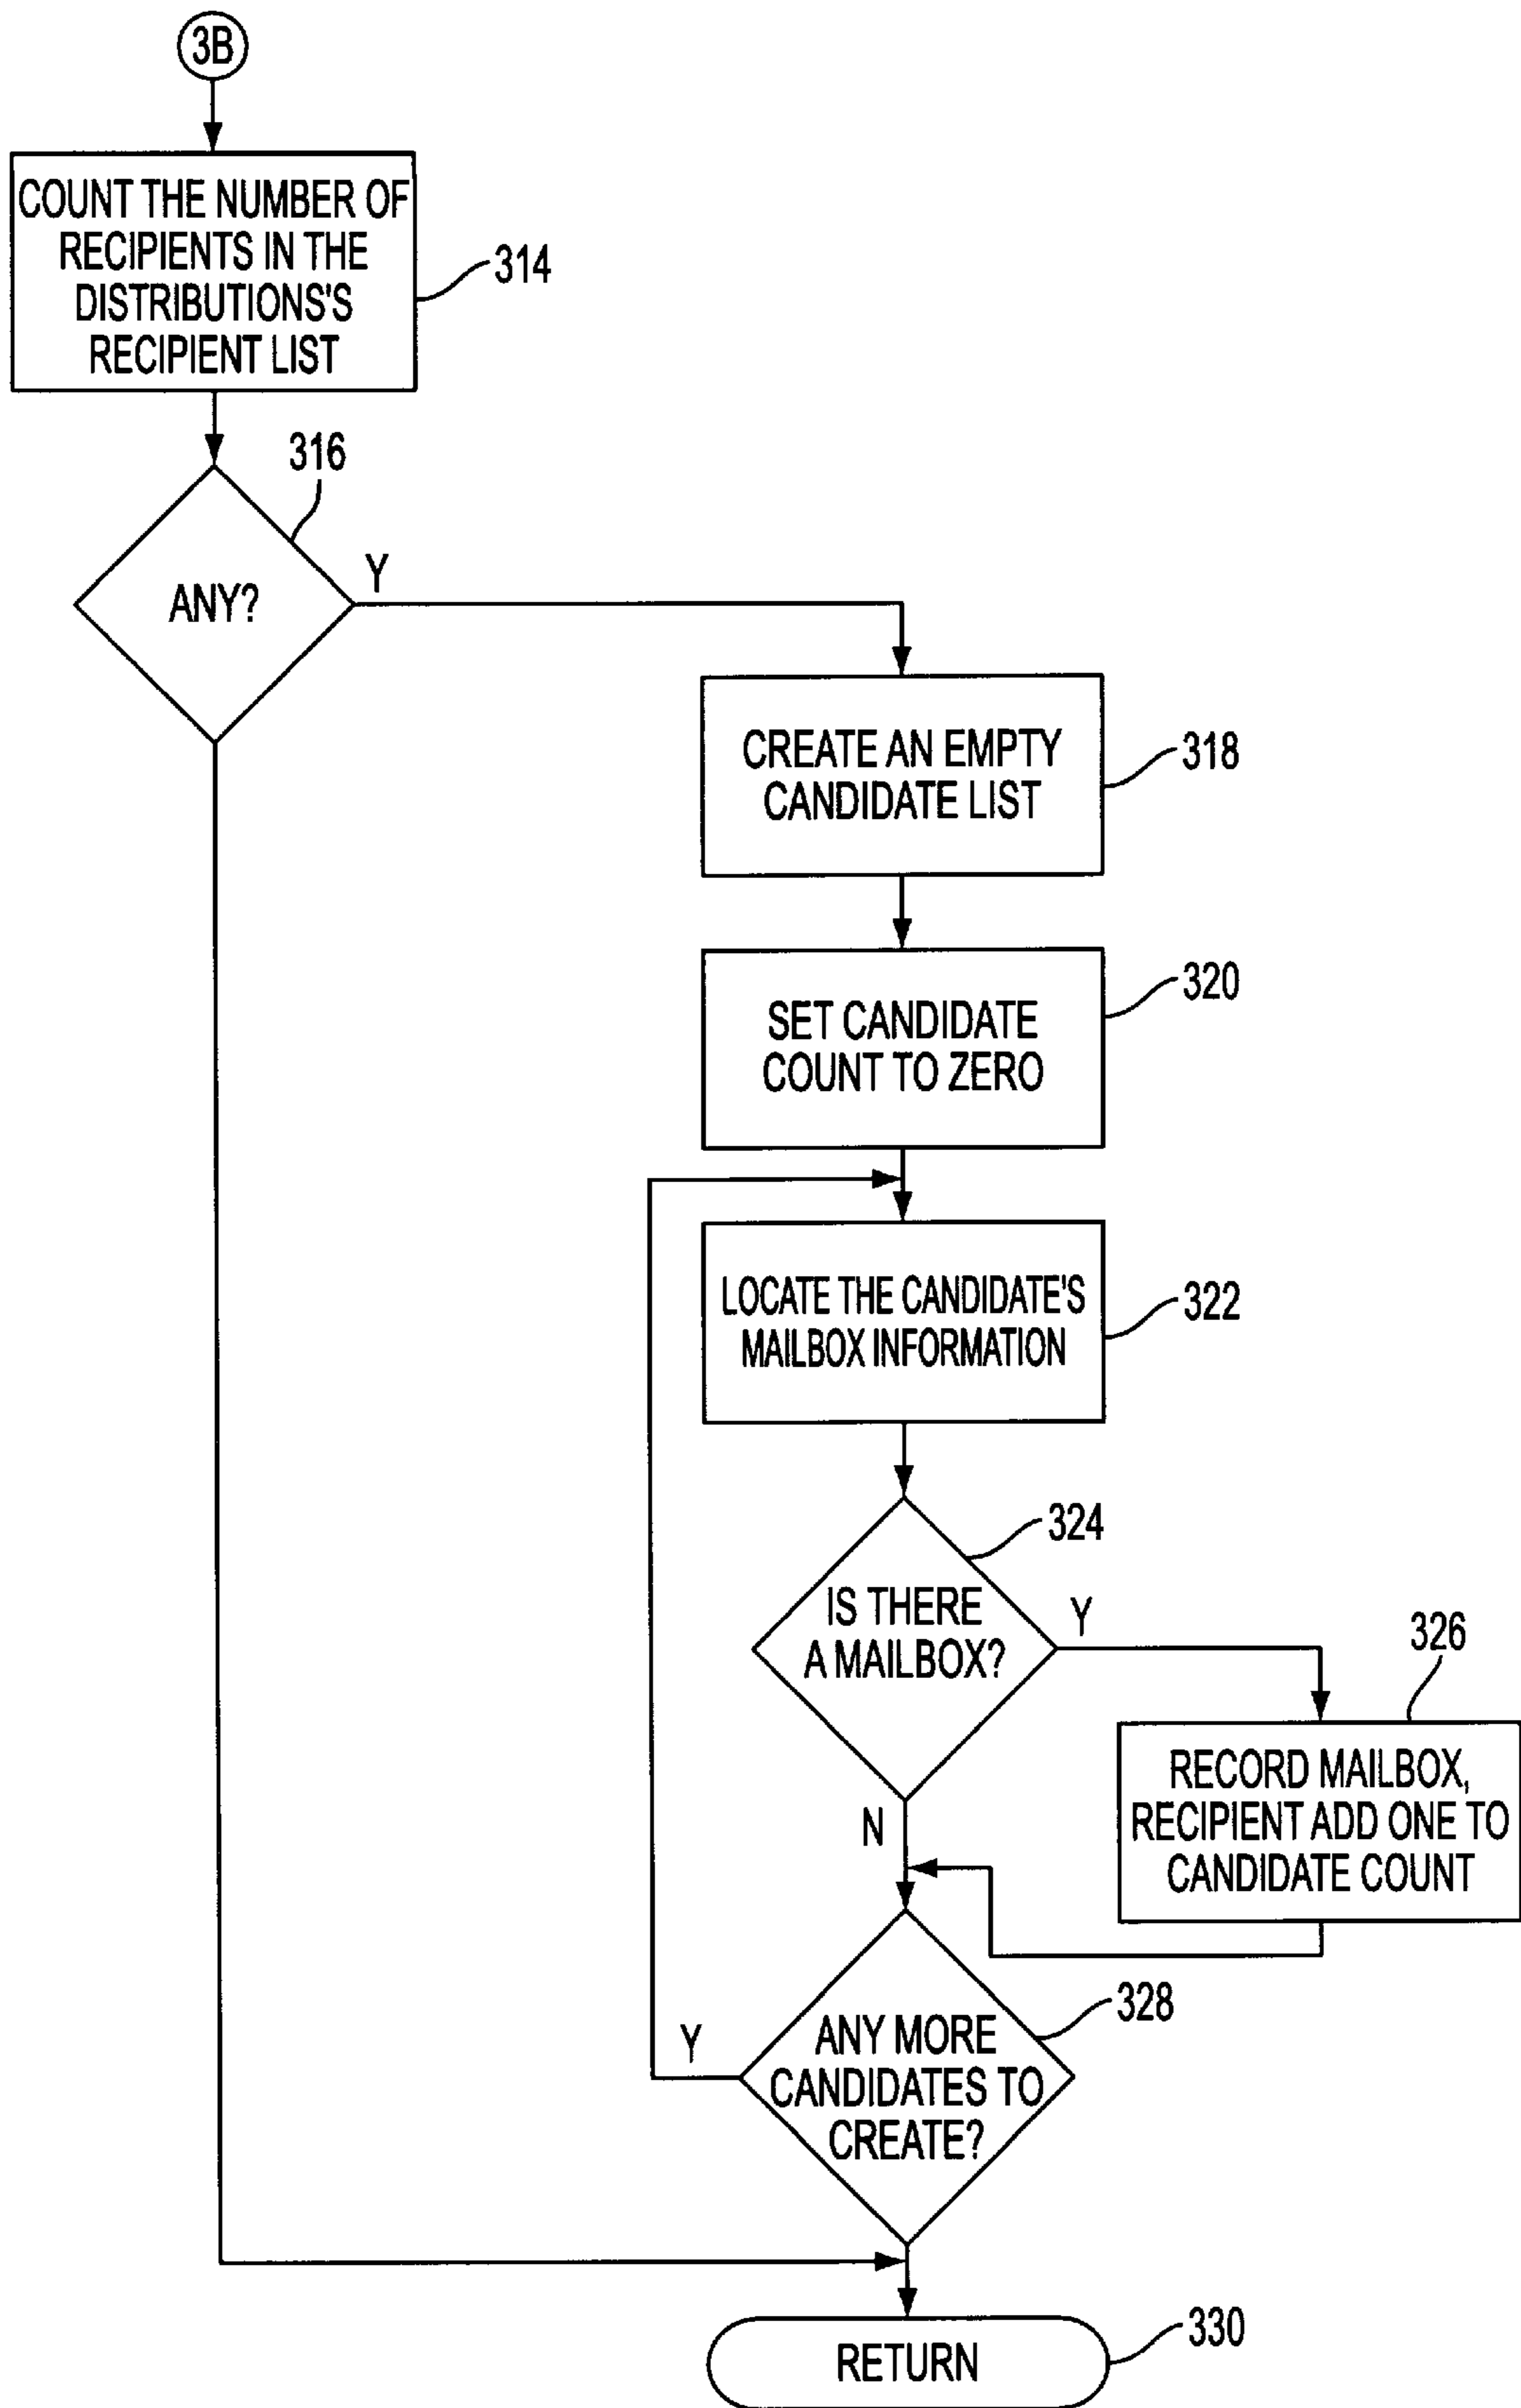 3B
COUNT THE NUMBER OF
RECIPIENTS IN THE
DISTRIBUTIONS'S
RECIPIENT LIST
314
316
ANY?
Y
CREATE AN EMPTY
CANDIDATE LIST
318
SET CANDIDATE
COUNT TO ZERO
320
LOCATE THE CANDIDATE'S
MAILBOX INFORMATION
322
324
IS THERE
A MAILBOX?
Y
326
RECORD MAILBOX,
RECIPIENT ADD ONE TO
CANDIDATE COUNT
N
328
ANY MORE
CANDIDATES TO
CREATE?
Y
330
RETURN